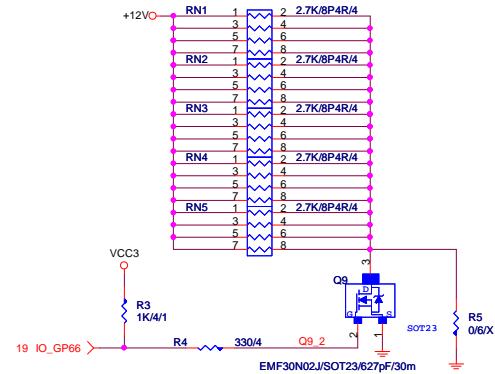 +12V
RN1 1 2 2.7K/8P4R/4
3 4
5 6
RN2 7 8 2.7K/8P4R/4
1 2
3 4
5 6
7 8
RN3 1 2 2.7K/8P4R/4
3 4
5 6
7 8
RN4 1 2 2.7K/8P4R/4
3 4
5 6
7 8
RN5 1 2 2.7K/8P4R/4
3 4
5 6
7 8
VCC3
3
Q9
D
G S
R3
1K/4/1
R5
0/6/X
SOT23
2 1
19 IO_GP66
R4 330/4 Q9_2
EMF30N02J/SOT23/627pF/30m